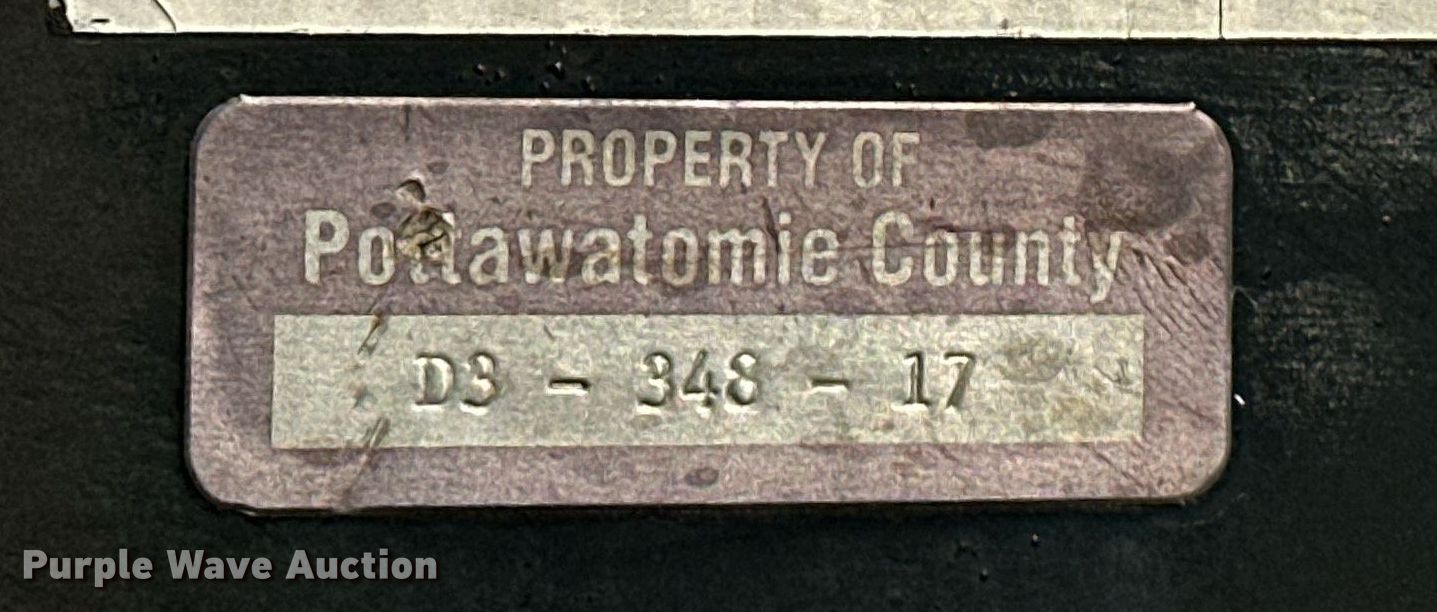 PROPERTY OF
Pottawatomie County
D3 - 348 - 17
Purple Wave Auction